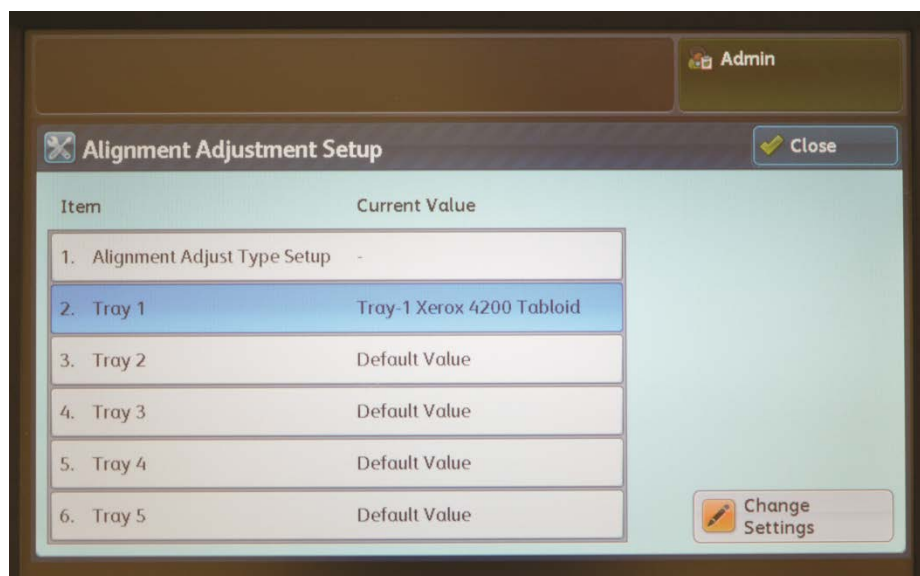 Admin
Alignment Adjustment Setup
Close
Item Current Value
1. Alignment Adjust Type Setup -
2. Tray 1 Tray-1 Xerox 4200 Tabloid
3. Tray 2 Default Value
4. Tray 3 Default Value
5. Tray 4 Default Value
6. Tray 5 Default Value
Change
Settings